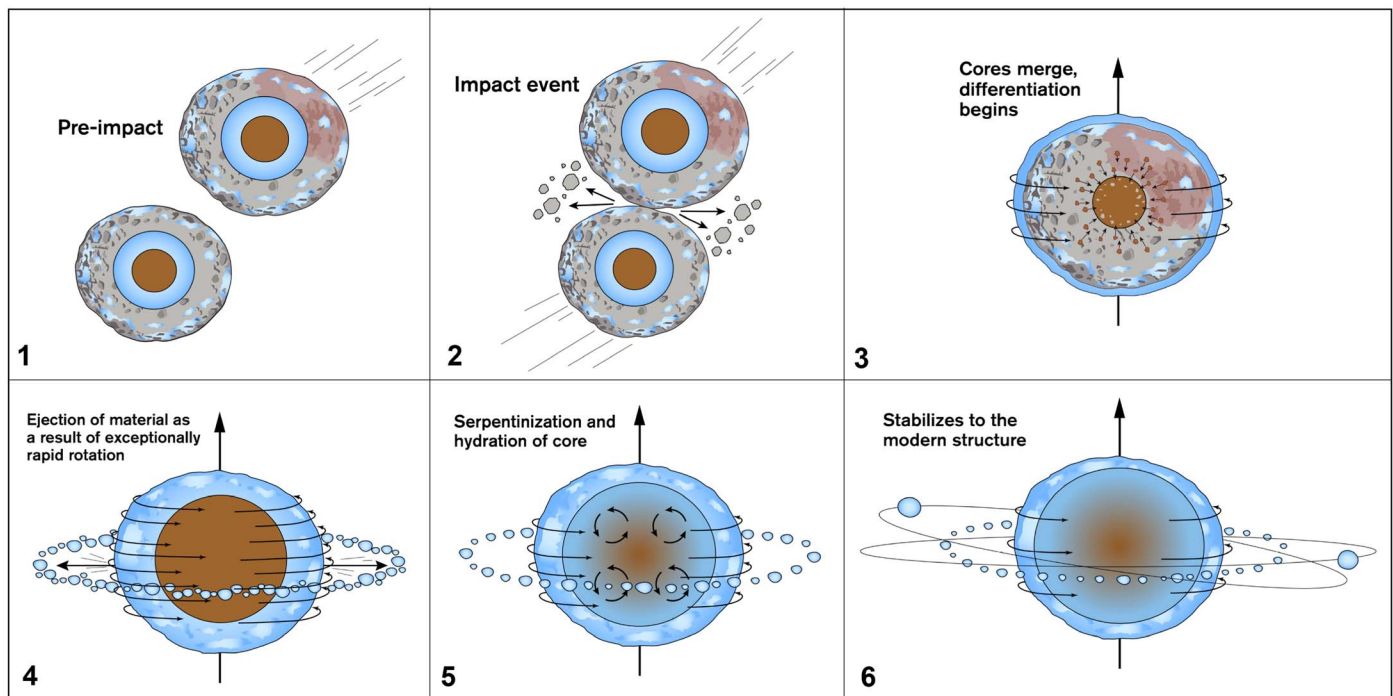 Pre-impact
1
Impact event
2
Cores merge,
differentiation
begins
3
Ejection of material as
a result of exceptionally
rapid rotation
4
Serpentinization and
hydration of core
5
Stabilizes to the
modern structure
6